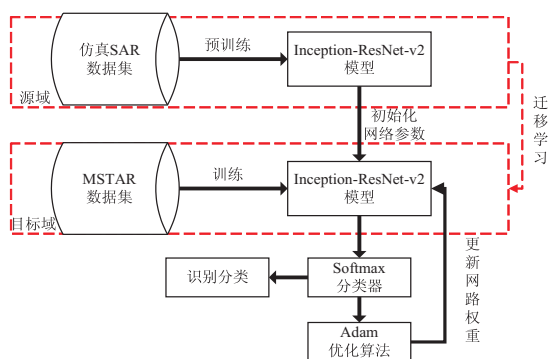 仿真SAR
数据集
预训练
Inception-ResNet-v2
模型
源域
初始化
网络参数
迁移学习
MSTAR
数据集
训练
Inception-ResNet-v2
模型
目标域
更新网路权重
识别分类
Softmax
分类器
Adam
优化算法